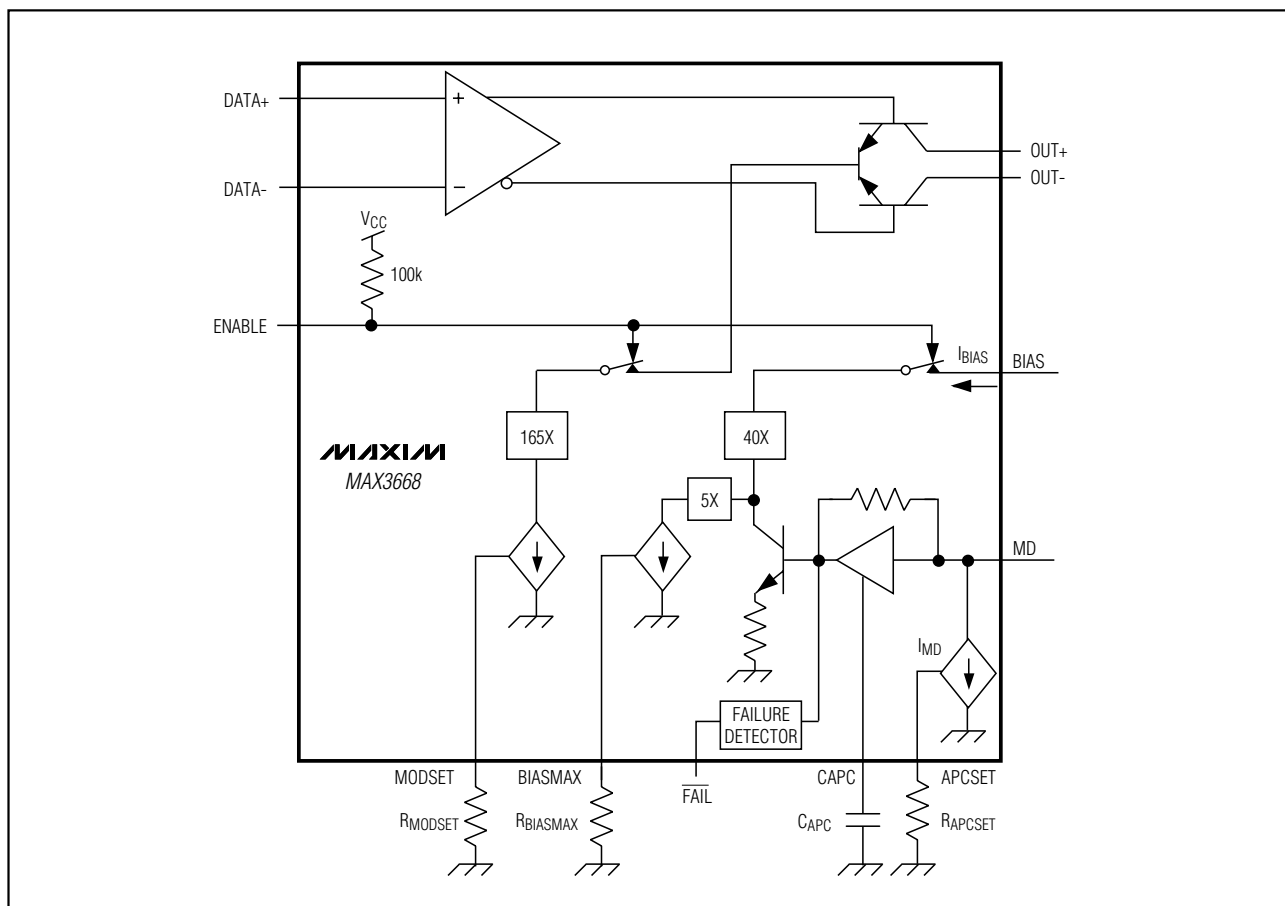 DATA+
+
OUT+
OUT-
DATA-
−
VCC
100k
ENABLE
IBIAS
BIAS
165X
40X
MAXIM
MAX3668
5X
MD
IMD
FAILURE
DETECTOR
MODSET
BIASMAX
FAIL
CAPC
APCSET
RMODSET
RBIASMAX
CAPC
RAPCSET